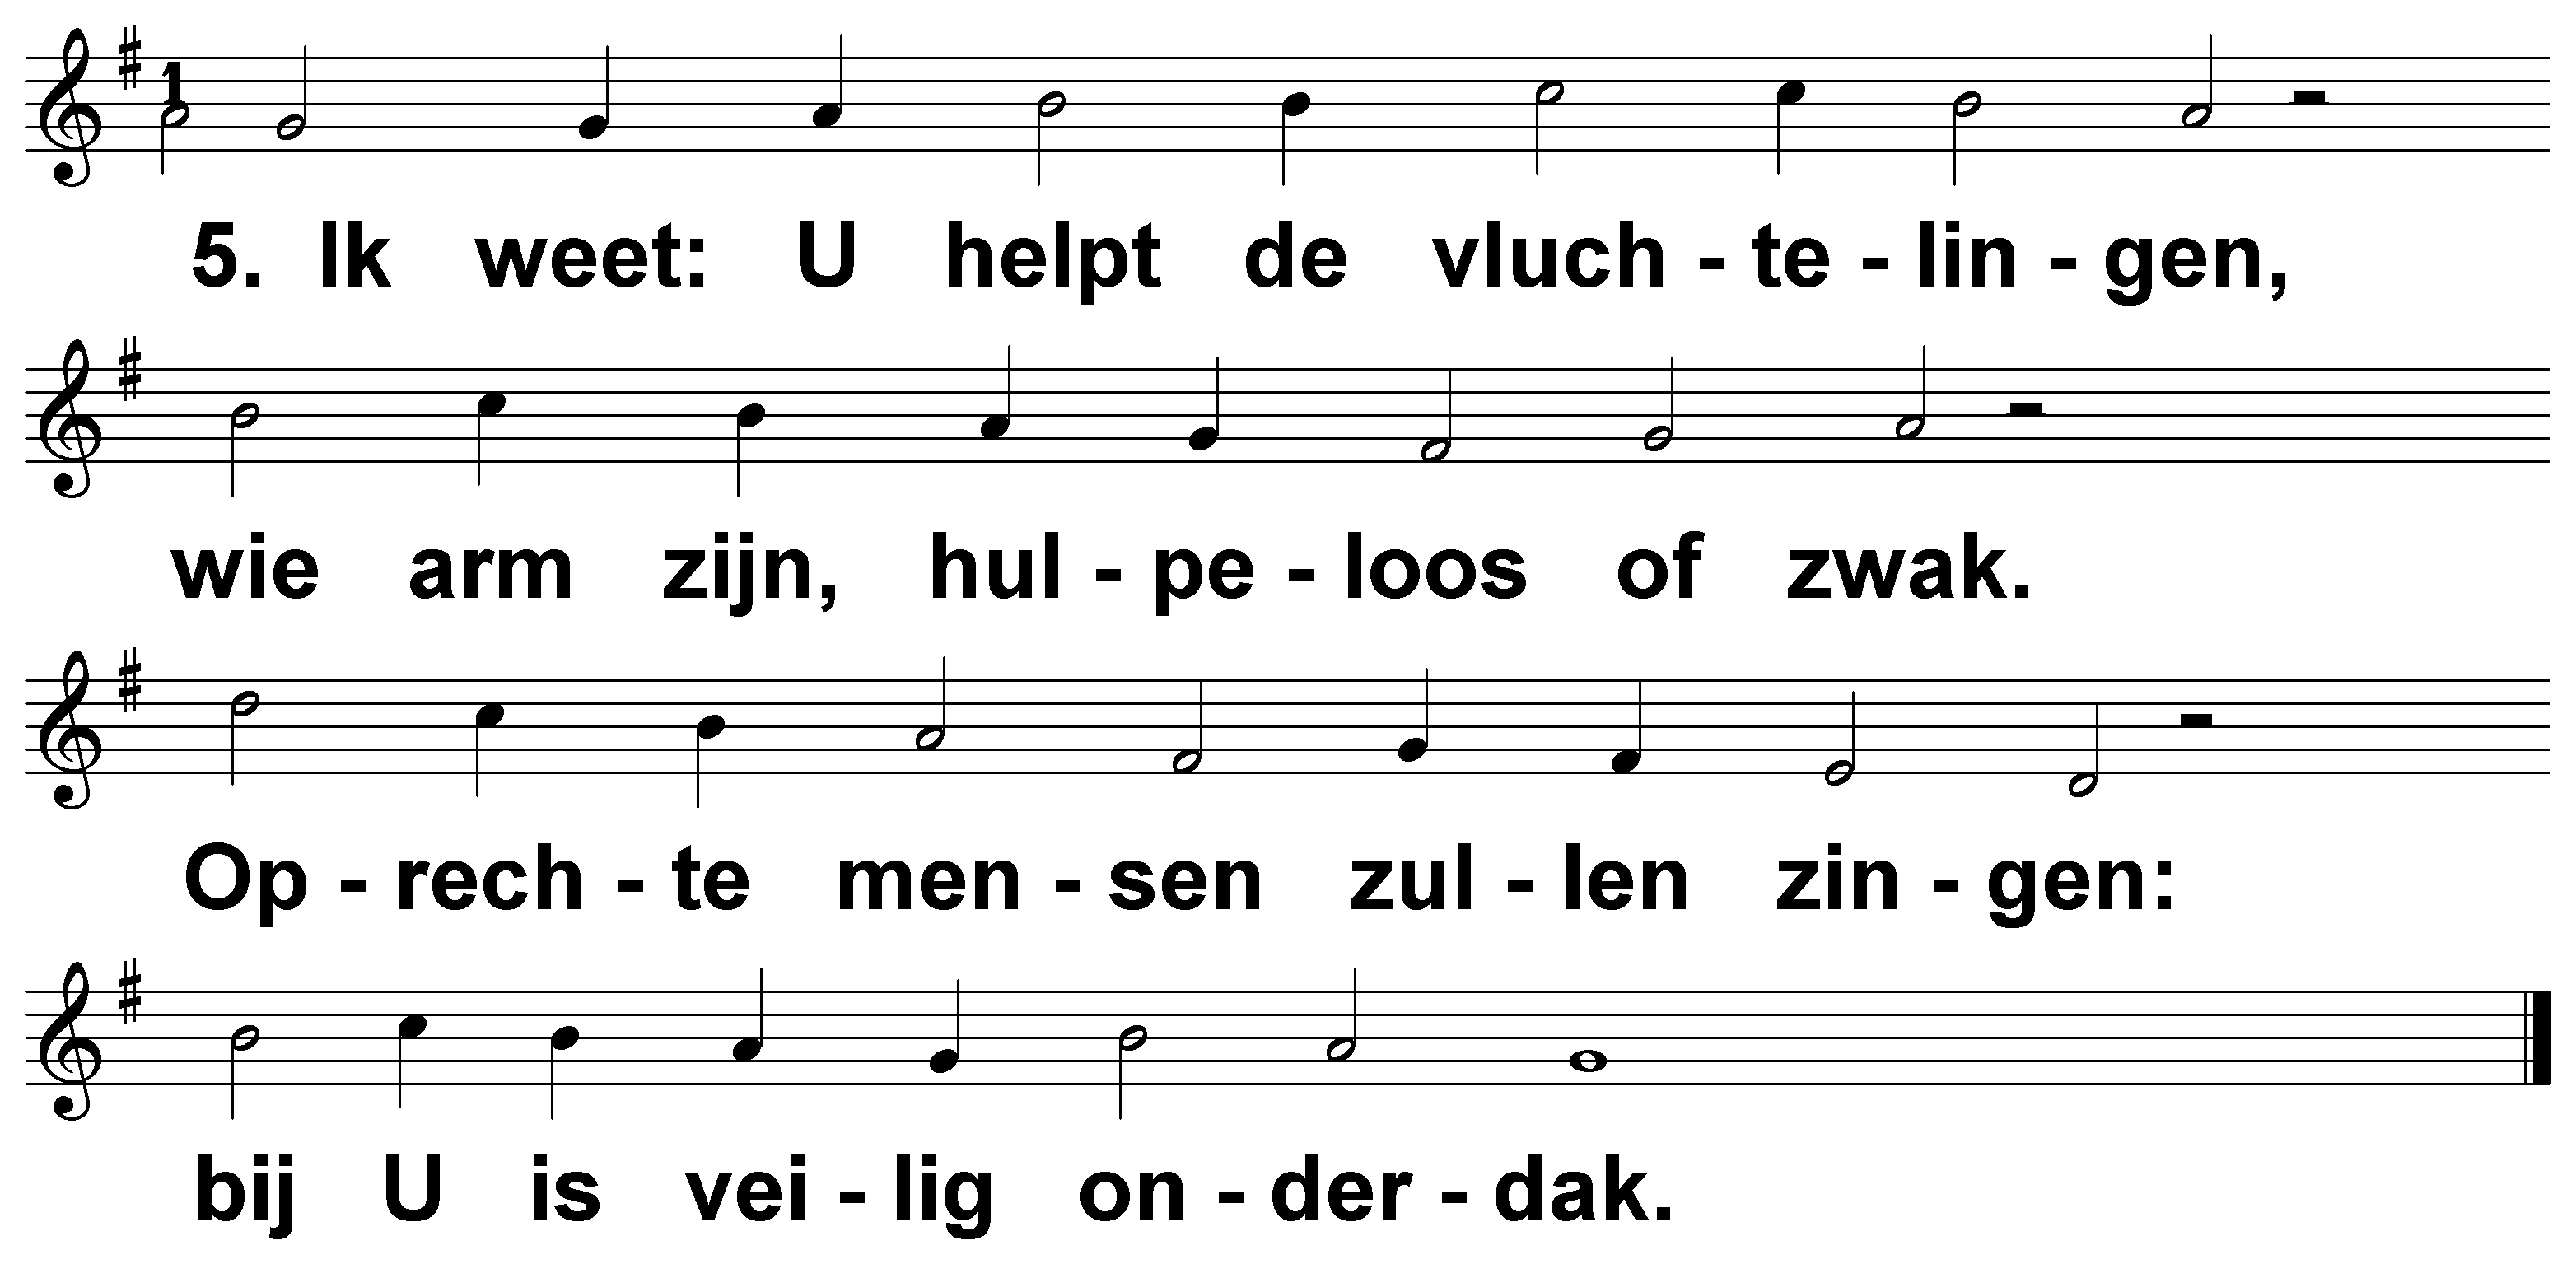 1
5. Ik weet: U helpt de vluch - te - lin - gen,
wie arm zijn, hul - pe - loos of zwak.
Op - rech - te men - sen zul - len zin - gen:
bij U is vei - lig on - der - dak.